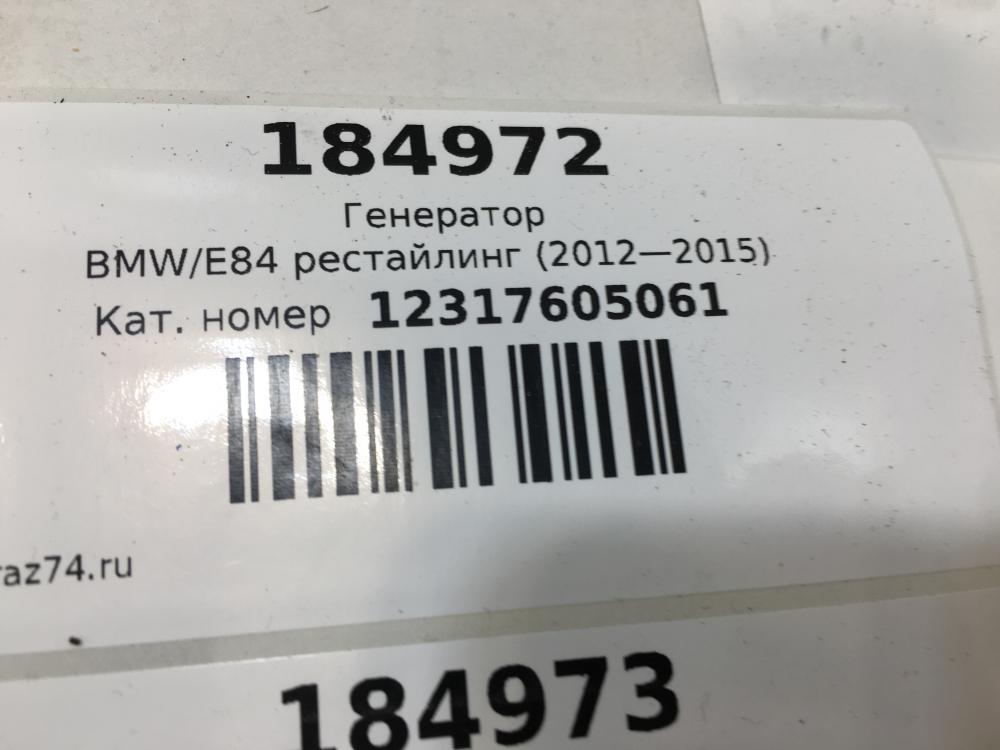 184972
Генератор
BMW/E84 рестайлинг (2012—2015)
Кат. номер 12317605061
az74.ru
184973